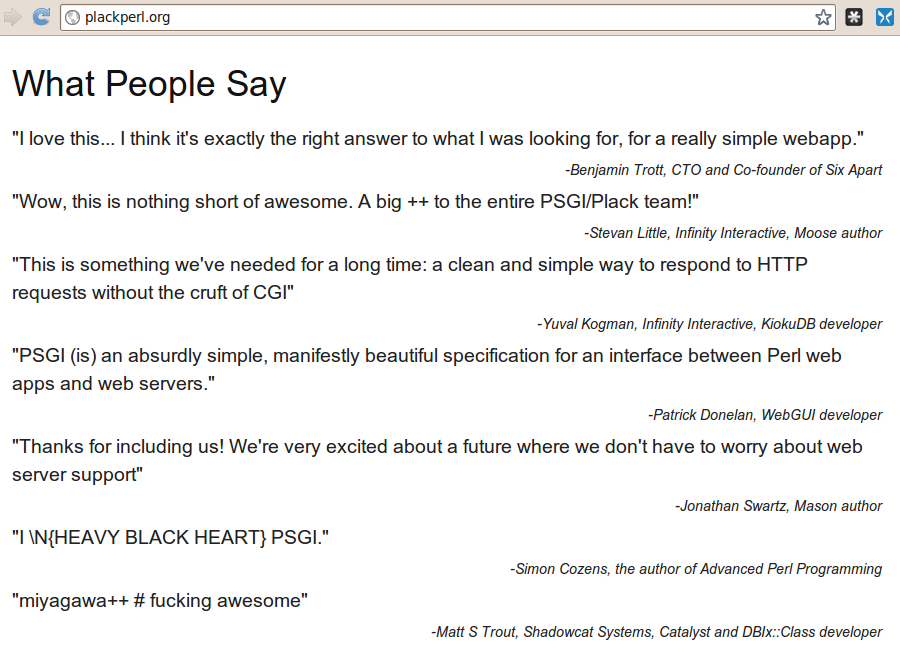 plackperl.org
What People Say
"I love this... I think it's exactly the right answer to what I was looking for, for a really simple webapp."
-Benjamin Trott, CTO and Co-founder of Six Apart
"Wow, this is nothing short of awesome. A big ++ to the entire PSGI/Plack team!"
-Stevan Little, Infinity Interactive, Moose author
"This is something we've needed for a long time: a clean and simple way to respond to HTTP
requests without the cruft of CGI"
-Yuval Kogman, Infinity Interactive, KiokuDB developer
"PSGI (is) an absurdly simple, manifestly beautiful specification for an interface between Perl web
apps and web servers."
-Patrick Donelan, WebGUI developer
"Thanks for including us! We're very excited about a future where we don't have to worry about web
server support"
-Jonathan Swartz, Mason author
"I \N{HEAVY BLACK HEART} PSGI."
-Simon Cozens, the author of Advanced Perl Programming
"miyagawa++ # fucking awesome"
-Matt S Trout, Shadowcat Systems, Catalyst and DBIx::Class developer